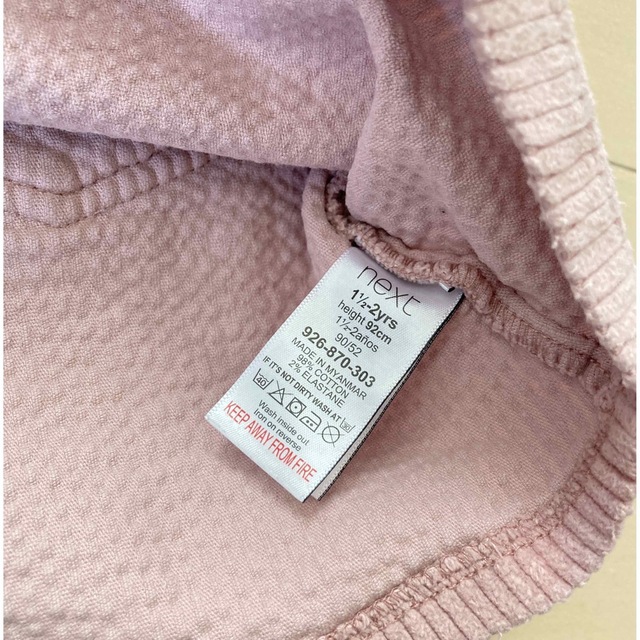 next
1½-2yrs
height 92cm
1½-2años
90/52
926-870-303
MADE IN MYANMAR
98% COTTON
2% ELASTANE
IF IT'S NOT DIRTY WASH AT 30
30
Wash inside out
Iron on reverse
KEEP AWAY FROM FIRE